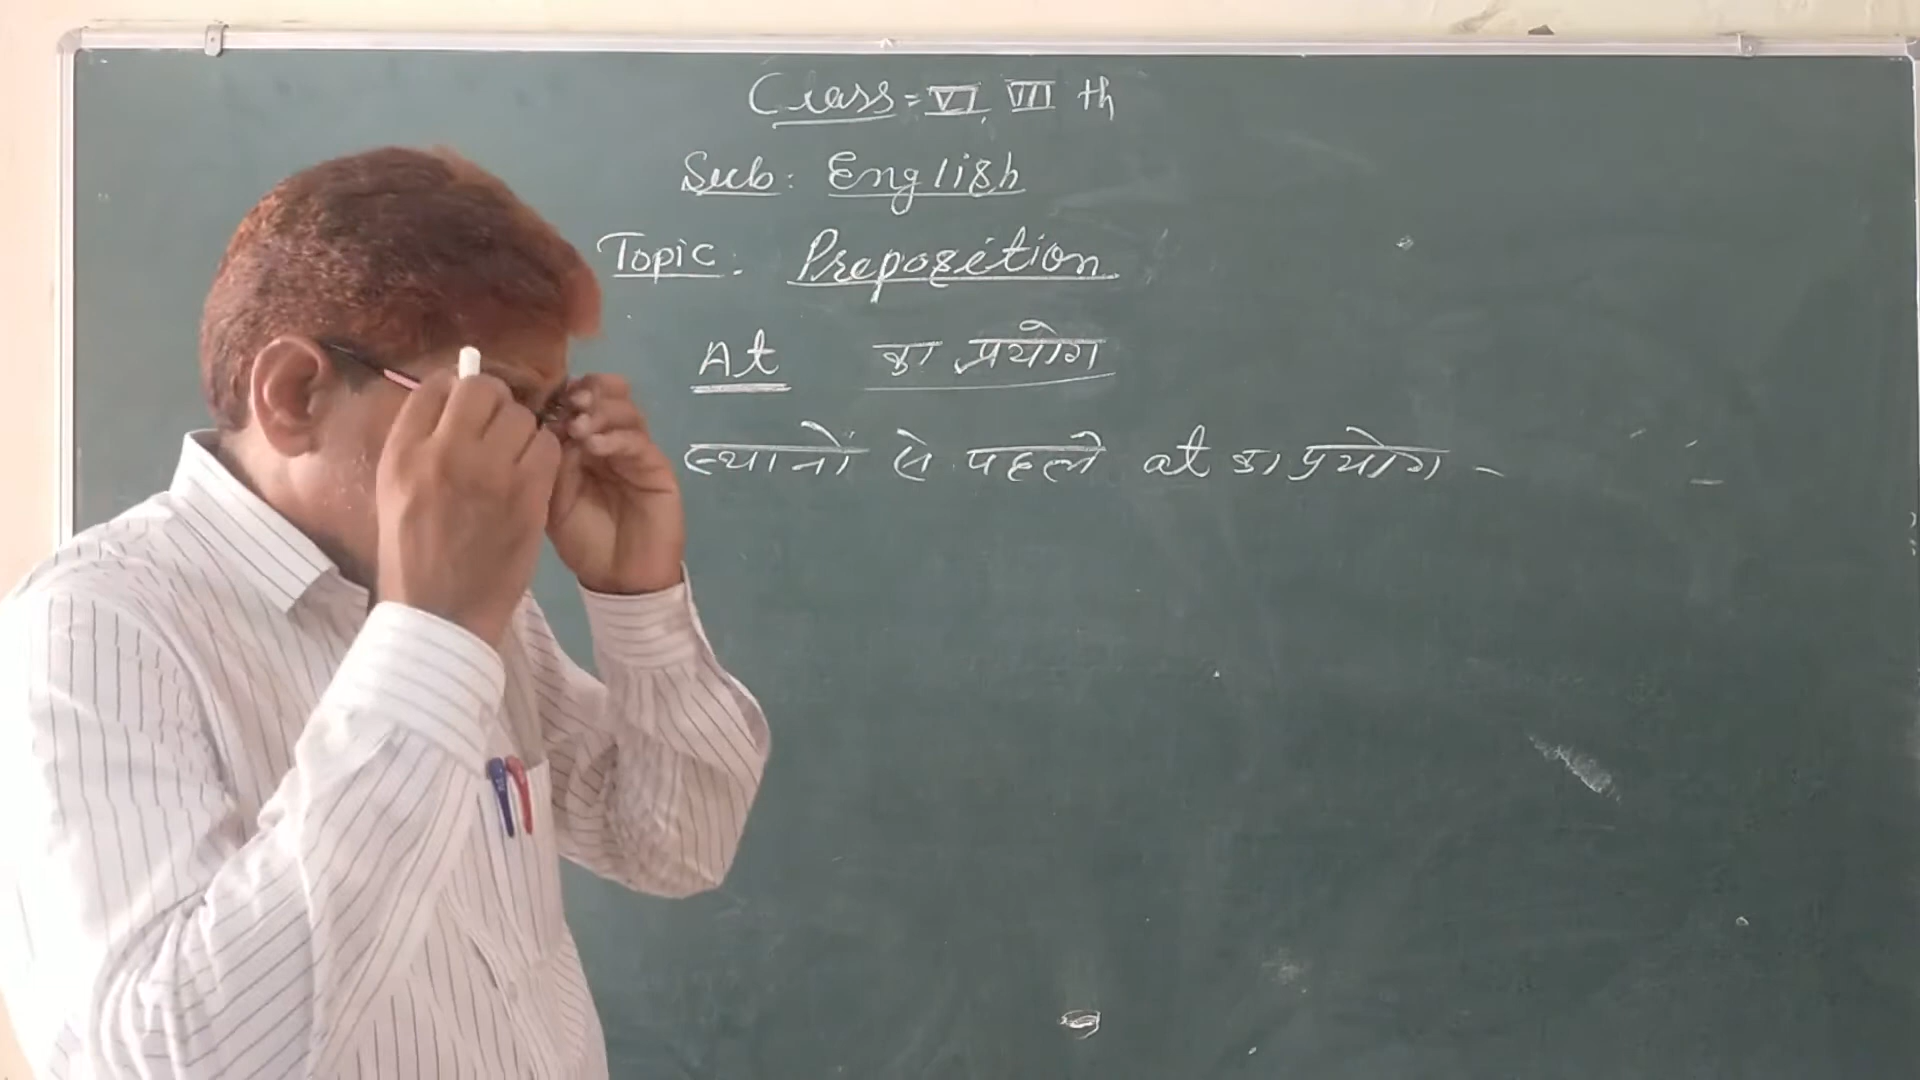 Class = VI, VII th
Sub: English
Topic: Preposition
At का प्रयोग
स्थानों से पहले at का प्रयोग -